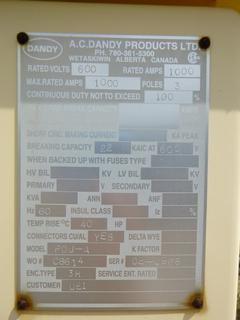 DANDY
A.C. DANDY PRODUCTS LTD.
PH. 780-361-5300
WETASKIWIN ALBERTA CANADA
RATED VOLTS 600 RATED AMPS 1000
MAX.RATED AMPS 1000 POLES 3
CONTINUOUS DUTY NOT TO EXCEED 100 %
SHORT CIRC. MAKING CURRENT KA PEAK
BREAKING CAPACITY 22 KAIC AT 600 V
WHEN BACKED UP WITH FUSES TYPE
HV BIL KV LV BIL KV
PRIMARY V SECONDARY V
KVA ANN ANF
Hz 60 INSUL CLASS
TEMP RISE °C 40 HP
CONNECTORS CU/AL YES DELTA WYE
MODEL K FACTOR
WO # C8614 SER #
ENC.TYPE 3R SERVICE ENT. RATED
CUSTOMER